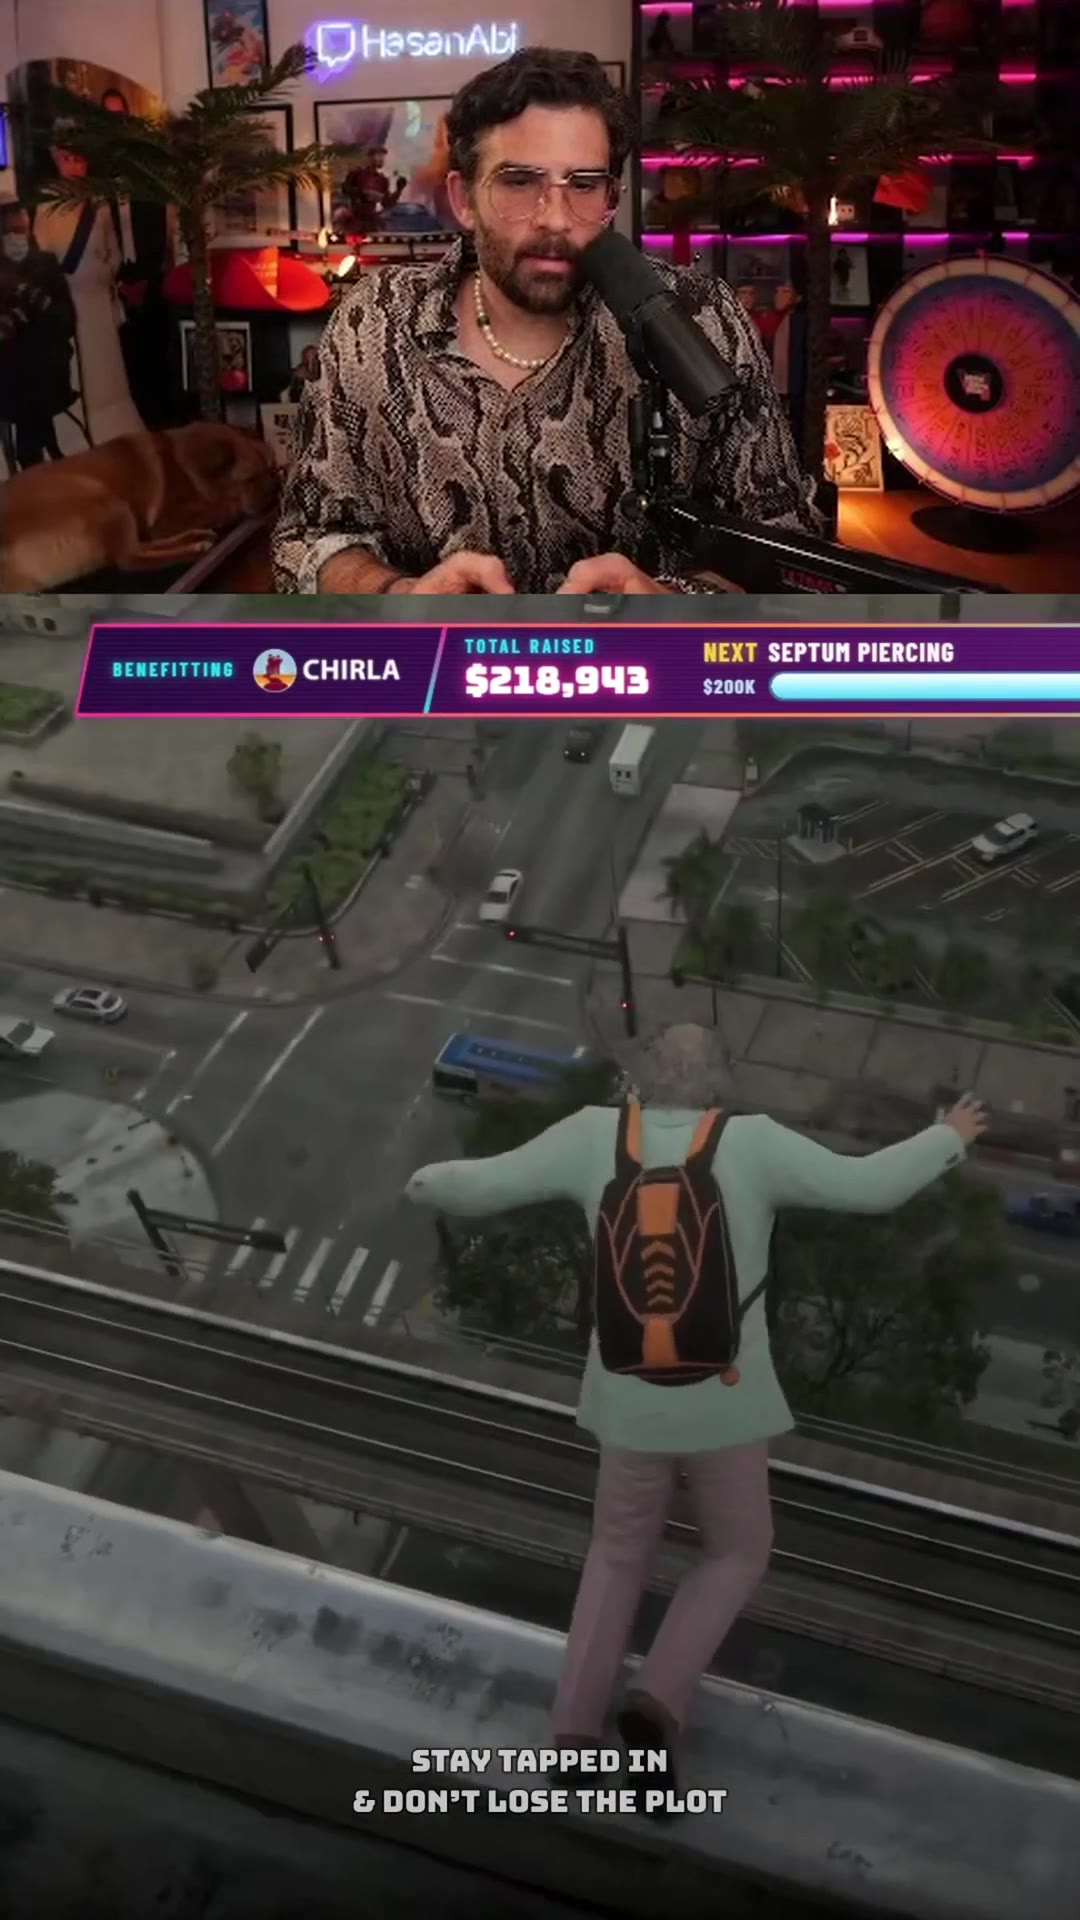 HasanAbi
BENEFITTING CHIRLA
TOTAL RAISED
$218,943
NEXT SEPTUM PIERCING
$200K
STAY TAPPED IN
& DON'T LOSE THE PLOT